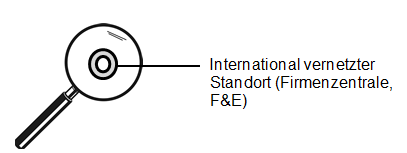 International vernetzter
Standort (Firmenzentrale,
F&E)